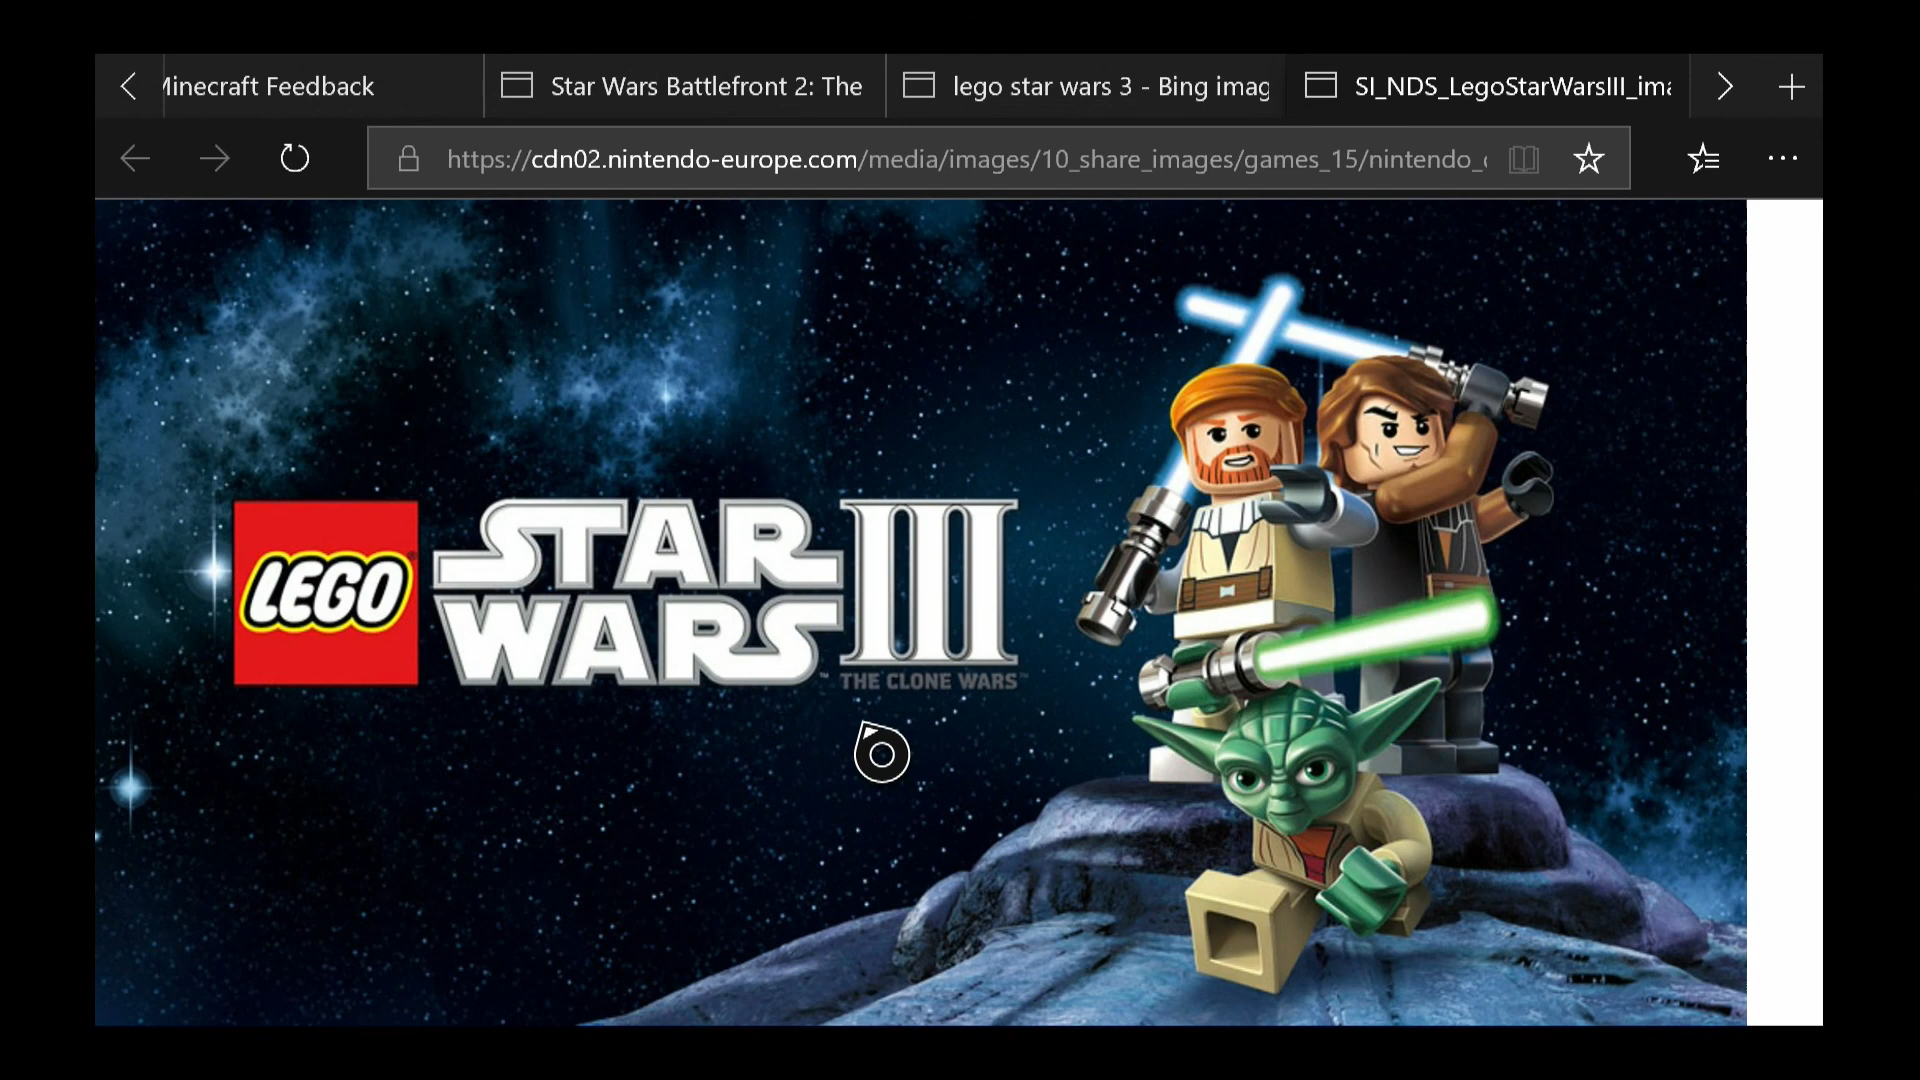 Minecraft Feedback
Star Wars Battlefront 2: The
lego star wars 3 - Bing imag
SI_NDS_LegoStarWarsIII_ima
https://cdn02.nintendo-europe.com/media/images/10_share_images/games_15/nintendo_
LEGO
STAR
WARS III
THE CLONE WARS